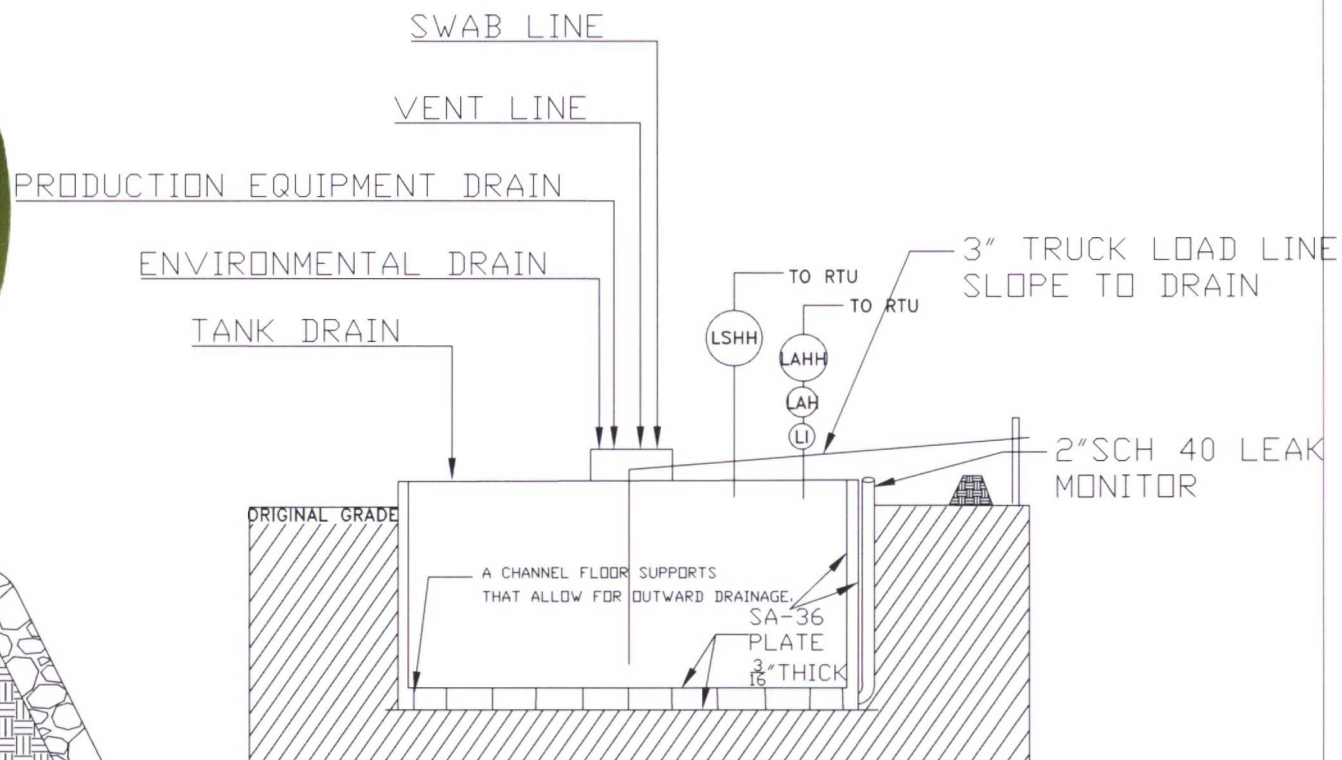 SWAB LINE
VENT LINE
PRODUCTION EQUIPMENT DRAIN
ENVIRONMENTAL DRAIN
TANK DRAIN
TO RTU
TO RTU
3" TRUCK LOAD LINE
SLOPE TO DRAIN
LSHH
LAHH
LAH
LI
2"SCH 40 LEAK
MONITOR
ORIGINAL GRADE
A CHANNEL FLOOR SUPPORTS
THAT ALLOW FOR OUTWARD DRAINAGE.
SA-36
PLATE
3/16"THICK